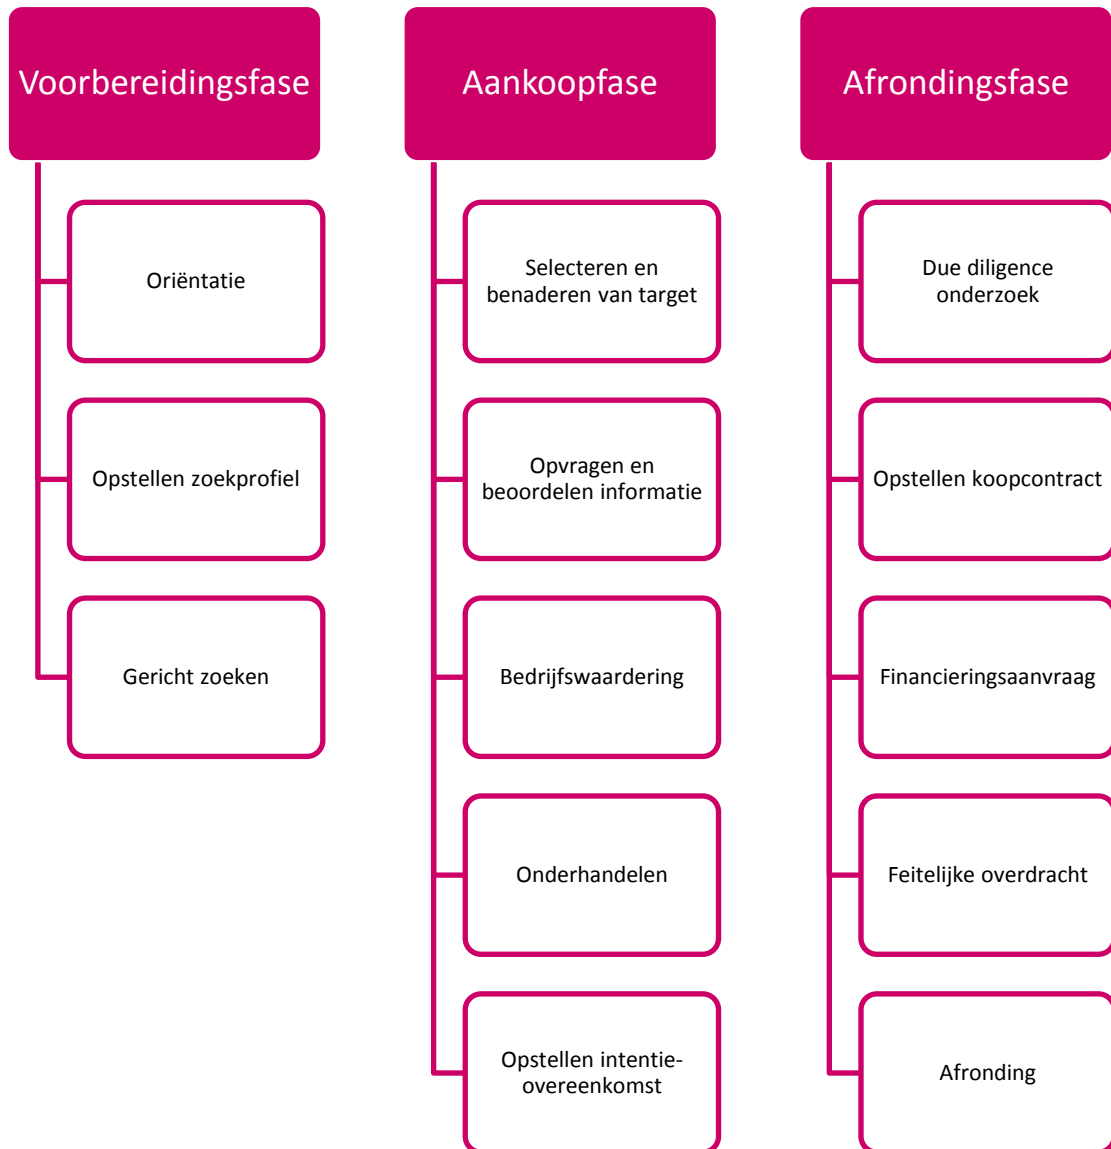 Voorbereidingsfase
Oriëntatie
Opstellen zoekprofiel
Gericht zoeken
Aankoopfase
Selecteren en
benaderen van target
Opvragen en
beoordelen informatie
Bedrijfswaardering
Onderhandelen
Opstellen intentie-
overeenkomst
Afrondingsfase
Due diligence
onderzoek
Opstellen koopcontract
Financieringsaanvraag
Feitelijke overdracht
Afronding